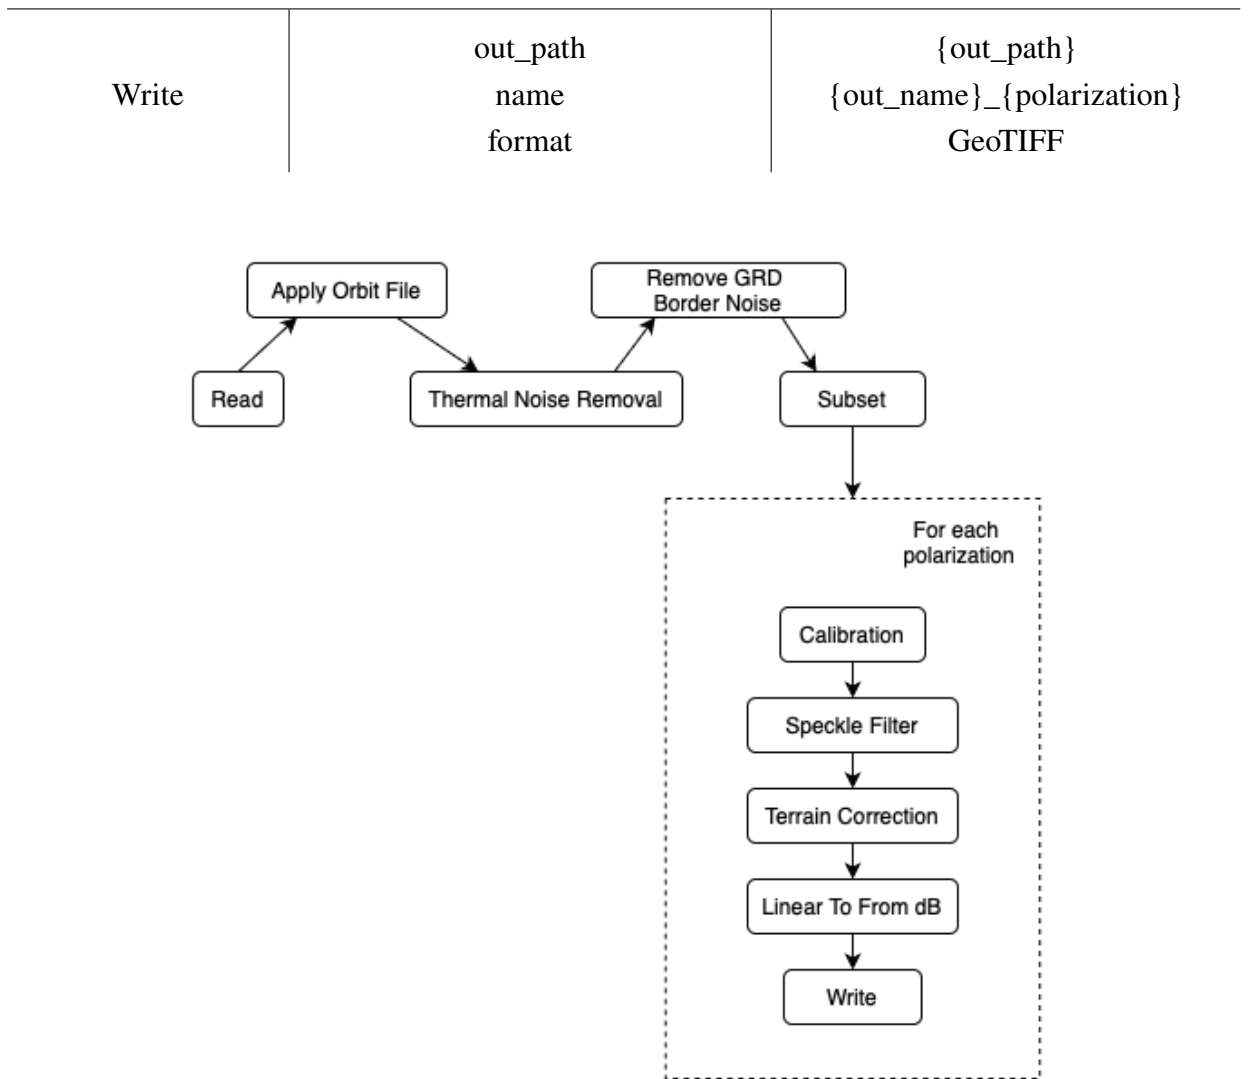 out_path {out_path}
Write name {out_name}_{polarization}
format GeoTIFF
Apply Orbit File
Remove GRD
Border Noise
Read
Thermal Noise Removal
Subset
For each
polarization
Calibration
Speckle Filter
Terrain Correction
Linear To From dB
Write